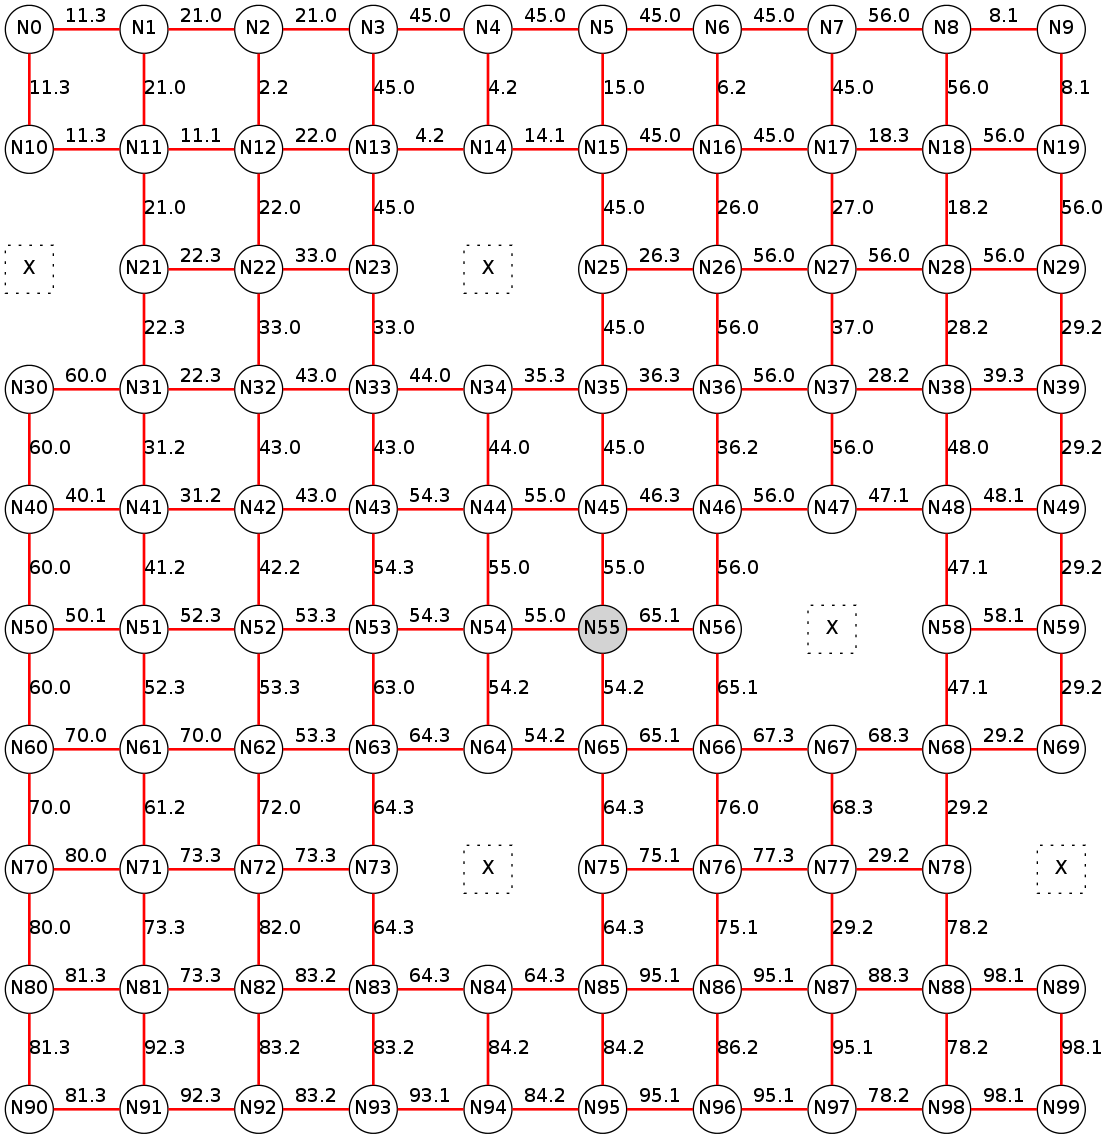 N0 11.3 N1 21.0 N2 21.0 N3 45.0 N4 45.0 N5 45.0 N6 45.0 N7 56.0 N8 8.1 N9
11.3 21.0 2.2 45.0 4.2 15.0 6.2 45.0 56.0 8.1
N10 11.3 N11 11.1 N12 22.0 N13 4.2 N14 14.1 N15 45.0 N16 45.0 N17 18.3 N18 56.0 N19
21.0 22.0 45.0 45.0 26.0 27.0 18.2 56.0
X N21 22.3 N22 33.0 N23 X N25 26.3 N26 56.0 N27 56.0 N28 56.0 N29
22.3 33.0 33.0 45.0 56.0 37.0 28.2 29.2
N30 60.0 N31 22.3 N32 43.0 N33 44.0 N34 35.3 N35 36.3 N36 56.0 N37 28.2 N38 39.3 N39
60.0 31.2 43.0 43.0 44.0 45.0 36.2 56.0 48.0 29.2
N40 40.1 N41 31.2 N42 43.0 N43 54.3 N44 55.0 N45 46.3 N46 56.0 N47 47.1 N48 48.1 N49
60.0 41.2 42.2 54.3 55.0 55.0 56.0 47.1 29.2
N50 50.1 N51 52.3 N52 53.3 N53 54.3 N54 55.0 N55 65.1 N56 X N58 58.1 N59
60.0 52.3 53.3 63.0 54.2 54.2 65.1 47.1 29.2
N60 70.0 N61 70.0 N62 53.3 N63 64.3 N64 54.2 N65 65.1 N66 67.3 N67 68.3 N68 29.2 N69
70.0 61.2 72.0 64.3 64.3 76.0 68.3 29.2
N70 80.0 N71 73.3 N72 73.3 N73 X N75 75.1 N76 77.3 N77 29.2 N78 X
80.0 73.3 82.0 64.3 64.3 75.1 29.2 78.2
N80 81.3 N81 73.3 N82 83.2 N83 64.3 N84 64.3 N85 95.1 N86 95.1 N87 88.3 N88 98.1 N89
81.3 92.3 83.2 83.2 84.2 84.2 86.2 95.1 78.2 98.1
N90 81.3 N91 92.3 N92 83.2 N93 93.1 N94 84.2 N95 95.1 N96 95.1 N97 78.2 N98 98.1 N99